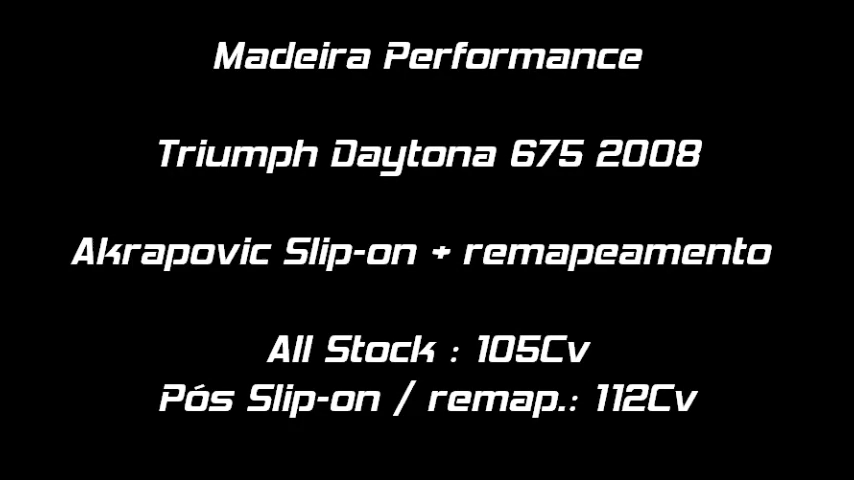 Madeira Performance
Triumph Daytona 675 2008
Akrapovic Slip-on + remapeamento
All Stock : 105Cv
Pós Slip-on / remap.: 112Cv